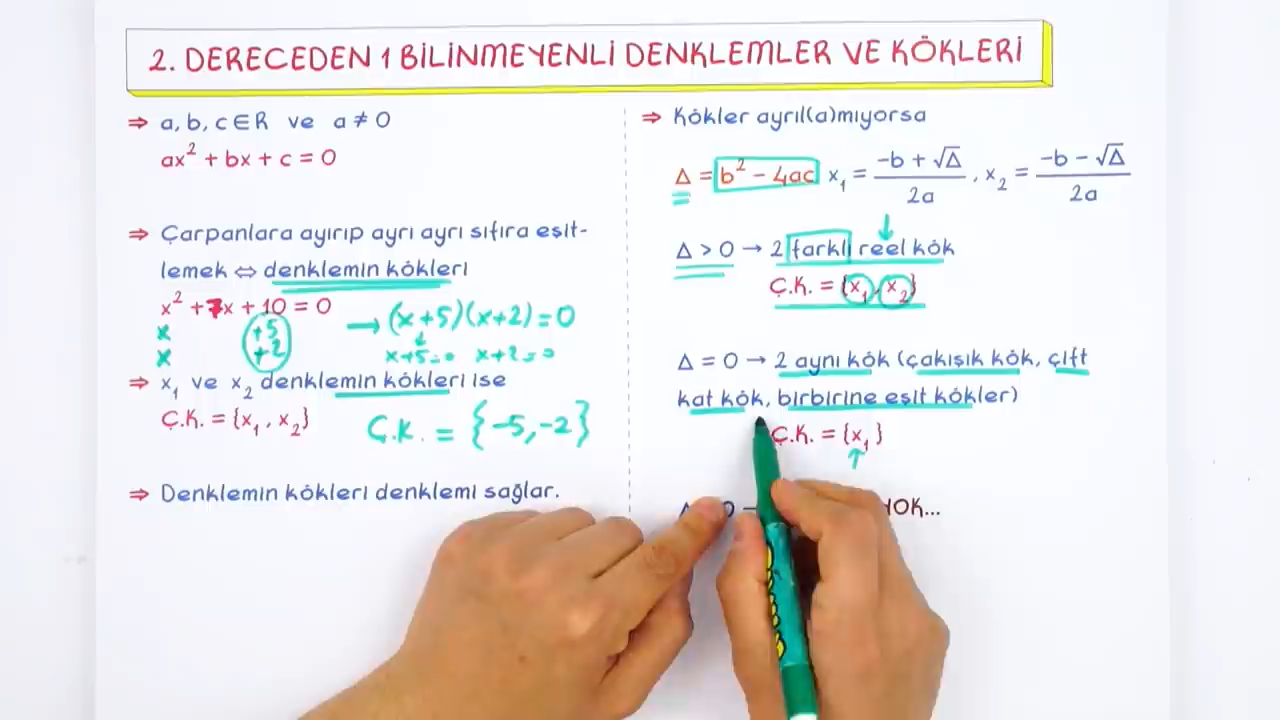 2. DERECEDEN 1 BİLİNMEYENLİ DENKLEMLER VE KÖKLERİ
⇒ a, b, c ∈ R ve a ≠ 0
ax² + bx + c = 0
⇒ Çarpanlara ayırıp ayrı ayrı sıfıra eşit-
lemek ⇔ denklemin kökleri
x² + 7x + 10 = 0 → (x+5)(x+2)=0
x +5
x +2
x+5=0 x+2=0
⇒ x₁ ve x₂ denklemin kökleri ise
Ç.K. = {x₁, x₂}
Ç.K. = {-5, -2}
⇒ Denklemin kökleri denklemi sağlar.
⇒ Kökler ayrıl(a)mıyorsa
Δ = b² - 4ac x₁ = (-b + √Δ)/2a , x₂ = (-b - √Δ)/2a
Δ > 0 → 2 farklı reel kök
Ç.K. = {x₁, x₂}
Δ = 0 → 2 aynı kök (çakışık kök, çift
kat kök, birbirine eşit kökler)
Ç.K. = {x₁}